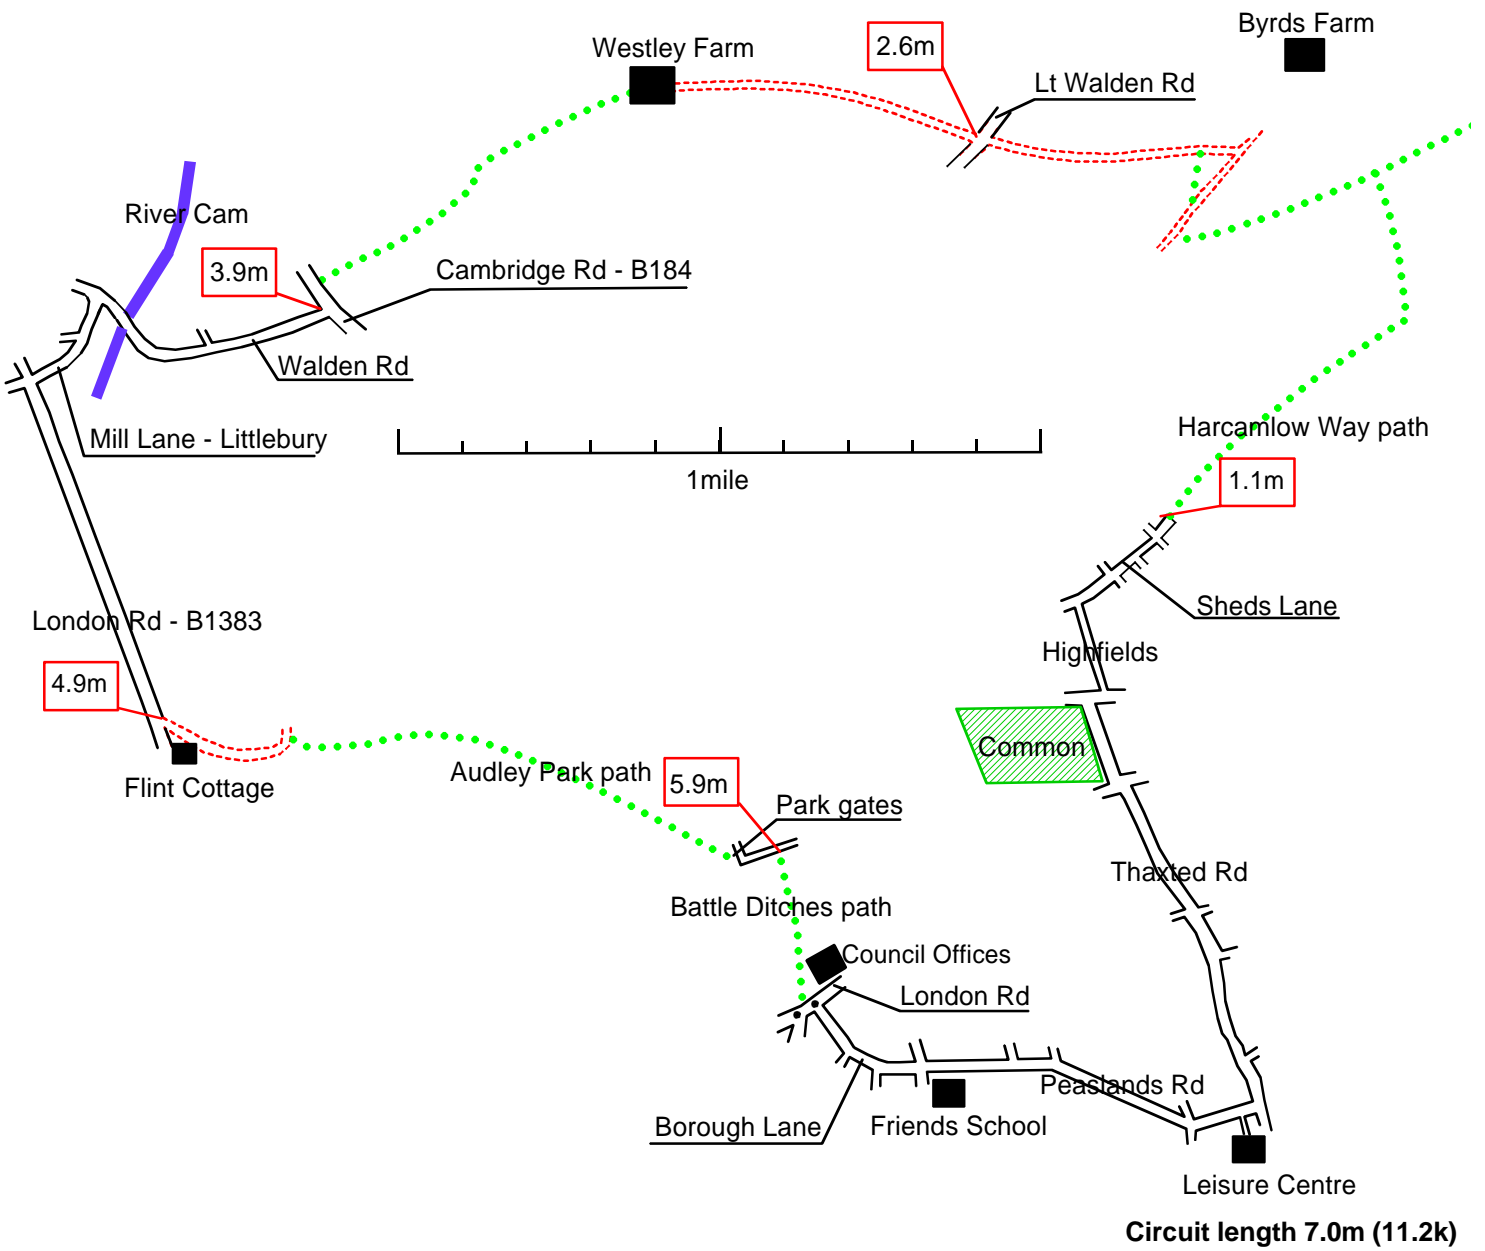 Byrds Farm
Westley Farm
2.6m
Lt Walden Rd
River Cam
3.9m
Cambridge Rd - B184
Walden Rd
Mill Lane - Littlebury
Harcamlow Way path
1mile
1.1m
Sheds Lane
London Rd - B1383
Highfields
4.9m
Common
Flint Cottage
Audley Park path
5.9m
Park gates
Thaxted Rd
Battle Ditches path
Council Offices
London Rd
Peaslands Rd
Borough Lane
Friends School
Leisure Centre
Circuit length 7.0m (11.2k)